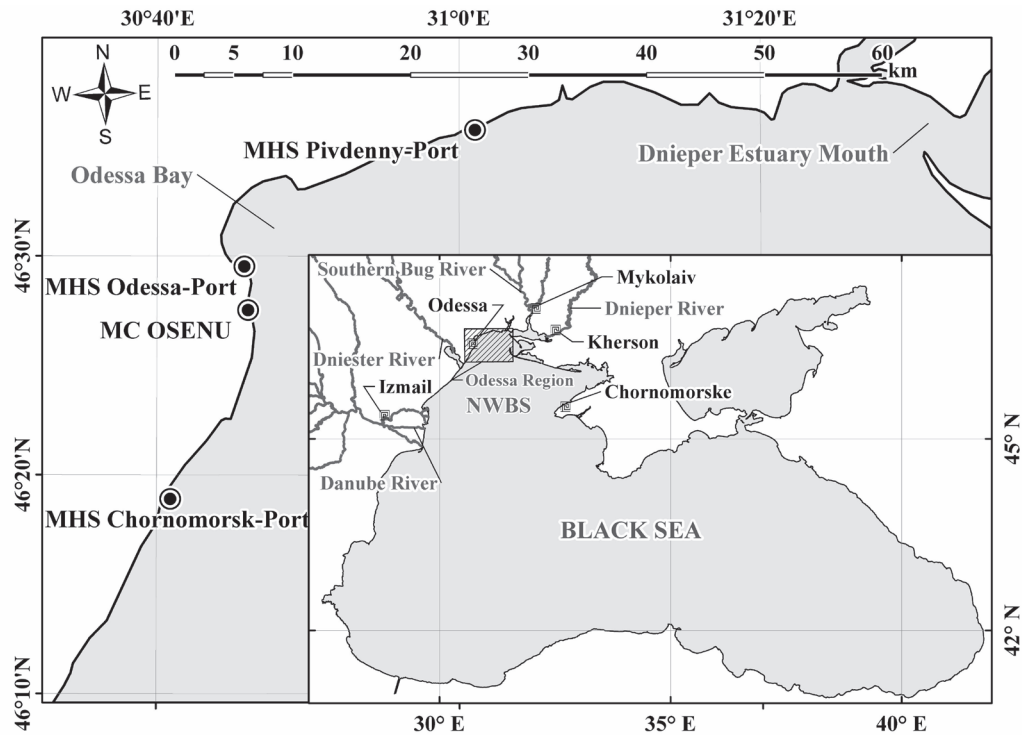 30°40'E 31°0'E 31°20'E
0 5 10 20 30 40 50 60
km
N
W E
S
MHS Pivdenny-Port
Dnieper Estuary Mouth
Odessa Bay
46°30'N
MHS Odessa-Port
MC OSENU
Southern Bug River
Mykolaiv
Odessa
Dnieper River
Kherson
Dniester River
Izmail
Odessa Region
Chornomorske
NWBS
45° N
46°20'N
Danube River
MHS Chornomorsk-Port
BLACK SEA
42° N
46°10'N
30° E 35° E 40° E